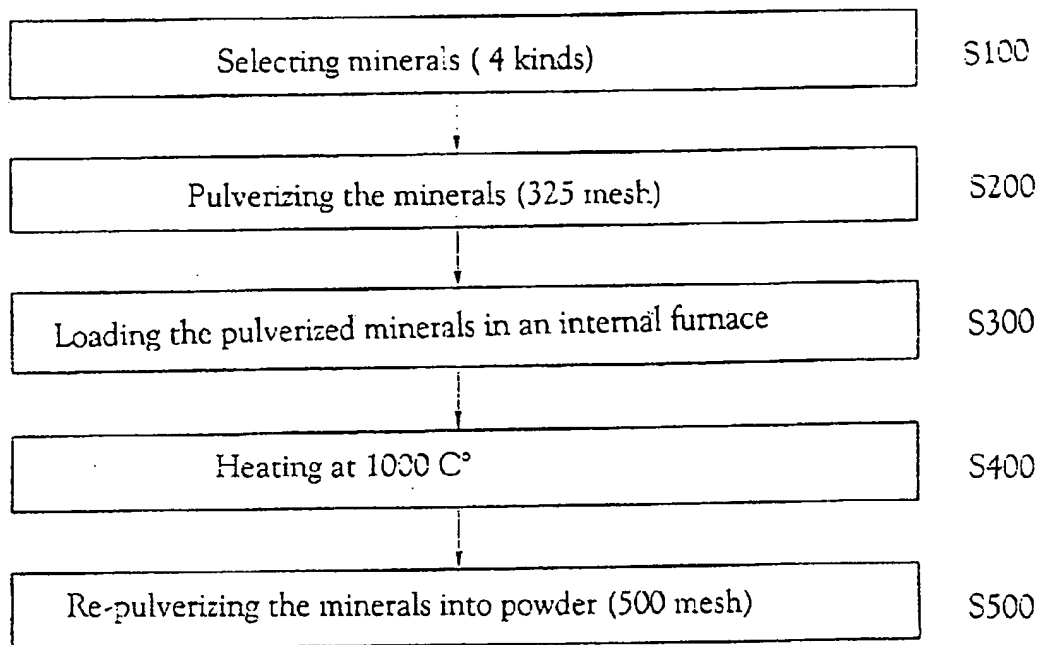 Selecting minerals ( 4 kinds) S100
Pulverizing the minerals (325 mesh) S200
Loading the pulverized minerals in an internal furnace S300
Heating at 1000 C° S400
Re-pulverizing the minerals into powder (500 mesh) S500